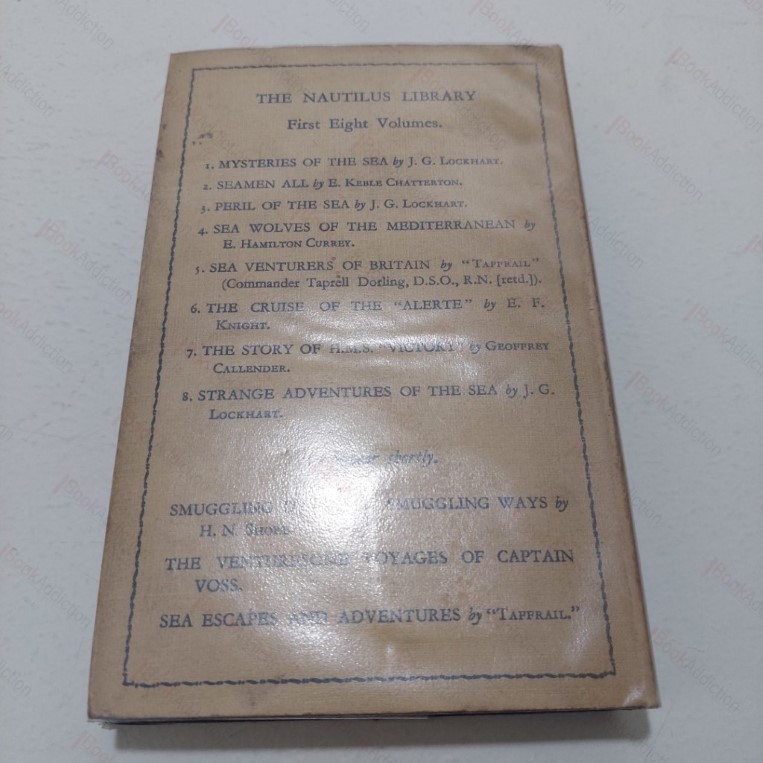 THE NAUTILUS LIBRARY
First Eight Volumes.
1. MYSTERIES OF THE SEA by J. G. LOCKHART.
2. SEAMEN ALL by E. KEBLE CHATTERTON.
3. PERIL OF THE SEA by J. G. LOCKHART.
4. SEA WOLVES OF THE MEDITERRANEAN by
E. HAMILTON CURREY.
5. SEA VENTURERS OF BRITAIN by "TAFFRAIL"
(Commander Taprell Dorling, D.S.O., R.N. [retd.]).
6. THE CRUISE OF THE "ALERTE" by E. F.
KNIGHT.
7. THE STORY OF H.M.S. "VICTORY" by GEOFFREY
CALLENDER.
8. STRANGE ADVENTURES OF THE SEA by J. G.
LOCKHART.
shortly.
SMUGGLING SMUGGLING WAYS by
H. N. SHORE
THE VENTURESOME VOYAGES OF CAPTAIN
VOSS.
SEA ESCAPES AND ADVENTURES by "TAFFRAIL."
BookAddiction